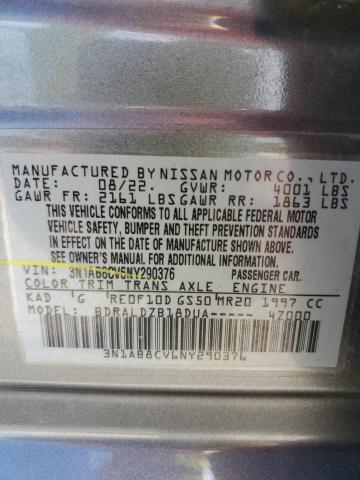 MANUFACTURED BY NISSAN MOTOR CO., LTD.
DATE: 08/22. GVWR: 4001 LBS
GAWR FR: 2161 LBS GAWR RR: 1863 LBS
THIS VEHICLE CONFORMS TO ALL APPLICABLE FEDERAL MOTOR
VEHICLE SAFETY, BUMPER AND THEFT PREVENTION STANDARDS
IN EFFECT ON THE DATE OF MANUFACTURE SHOWN ABOVE.
SEE OWNER'S MANUAL FOR ADDITIONAL INFORMATION.
VIN: 3N1AB8CV6NY290376 PASSENGER CAR.
COLOR TRIM TRANS AXLE ENGINE
KAD G RE0F10D GS50 MR20 1997 CC
MODEL: BDRALDZB18DUA----- 4Z000
3N1AB8CV6NY290376